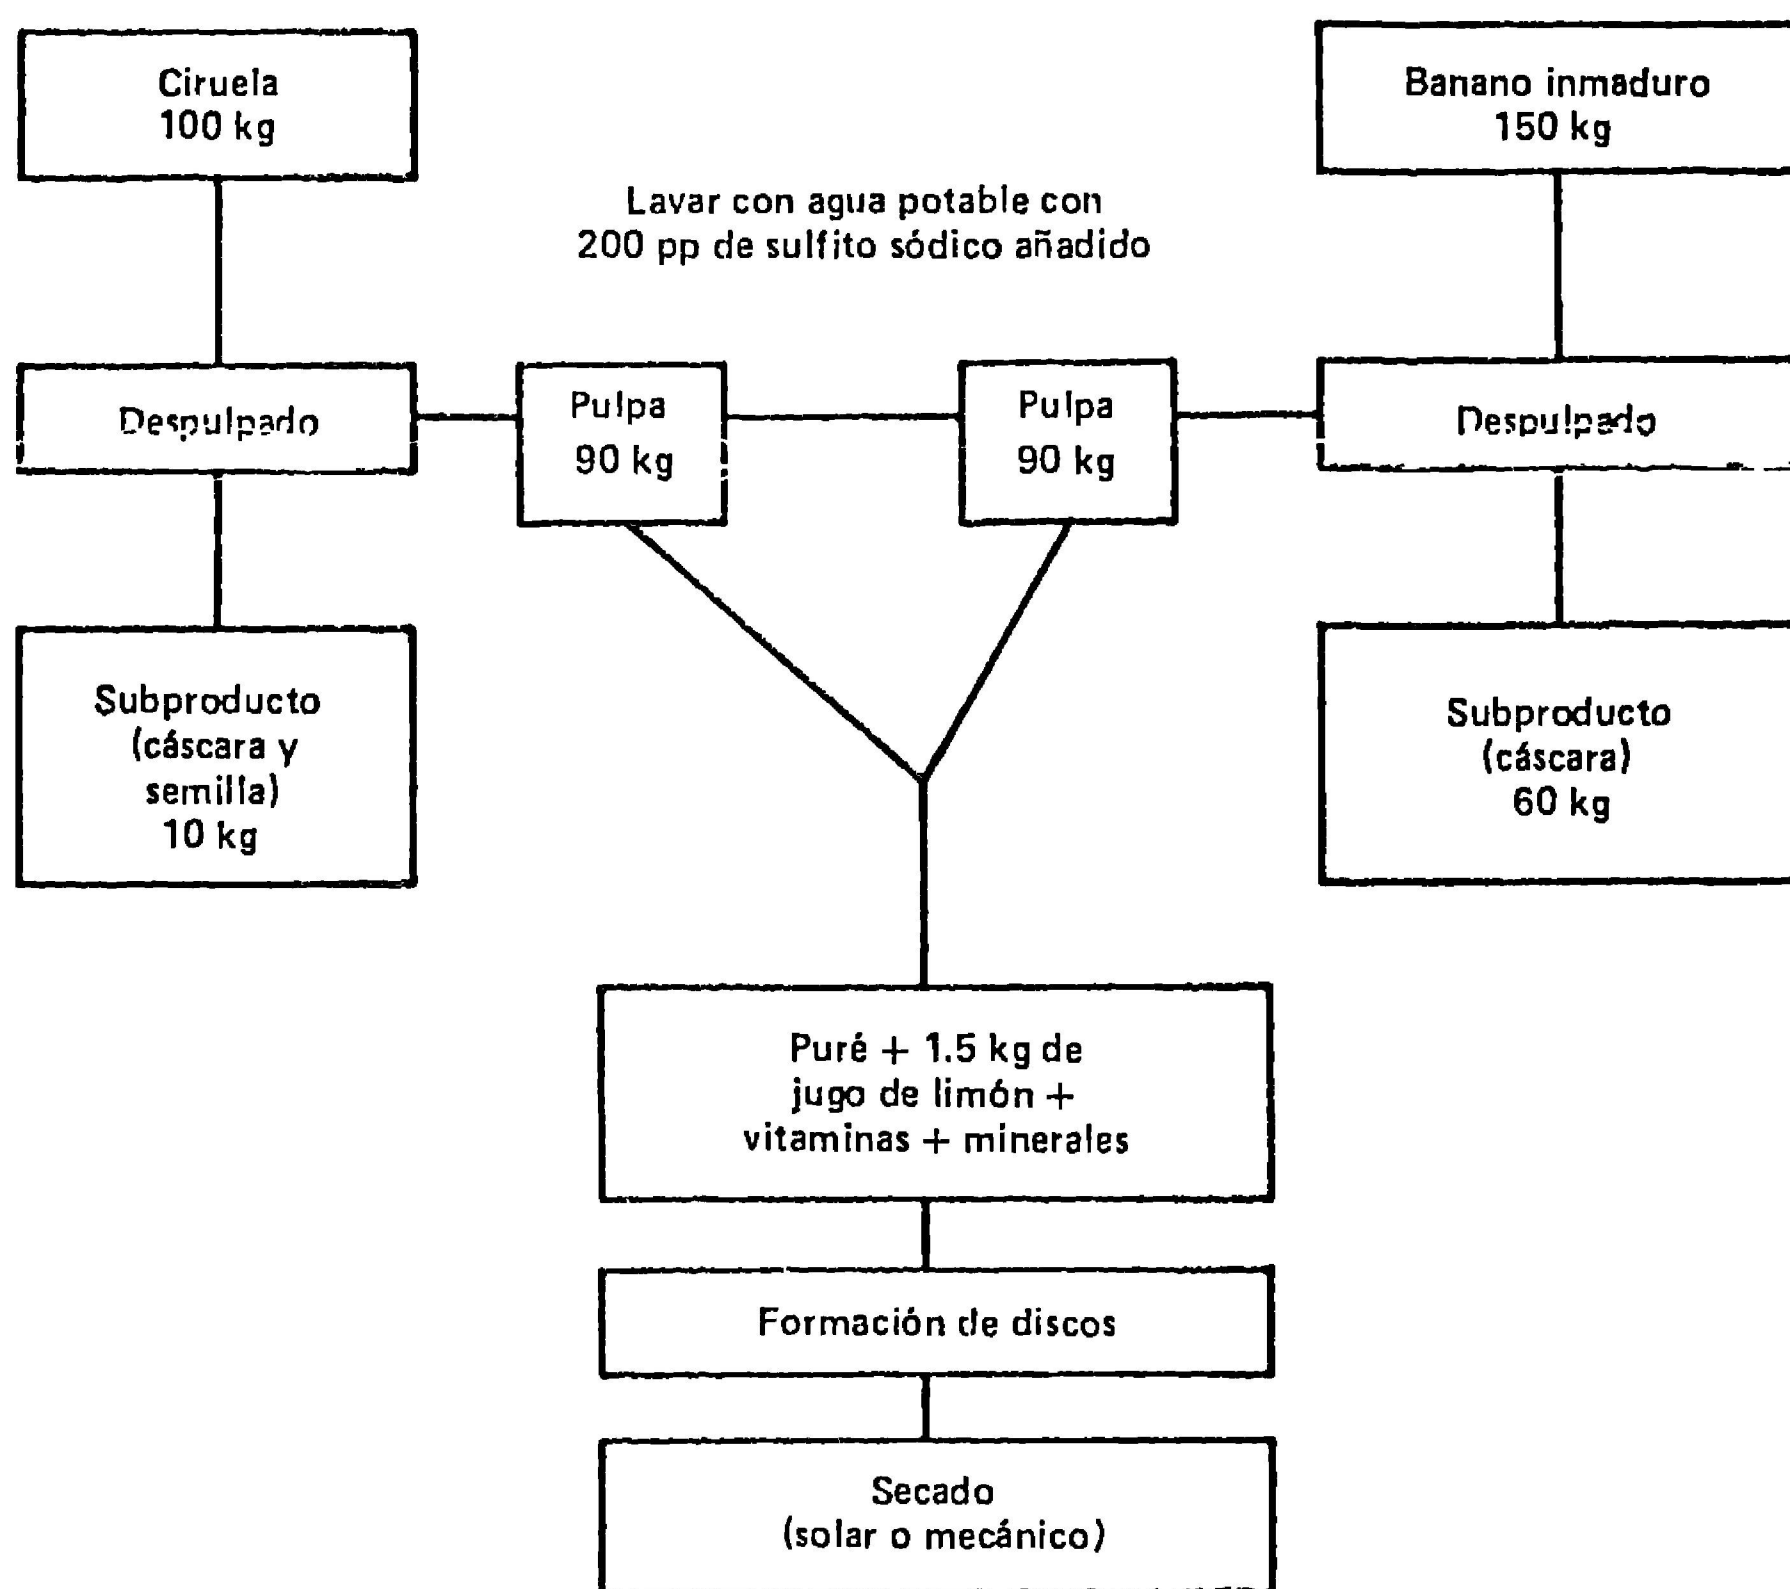 Ciruela
100 kg
Banano inmaduro
150 kg
Lavar con agua potable con
200 pp de sulfito sódico añadido
Despulpado
Pulpa
90 kg
Pulpa
90 kg
Despulpado
Subproducto
(cáscara y
semilla)
10 kg
Subproducto
(cáscara)
60 kg
Puré + 1.5 kg de
jugo de limón +
vitaminas + minerales
Formación de discos
Secado
(solar o mecánico)